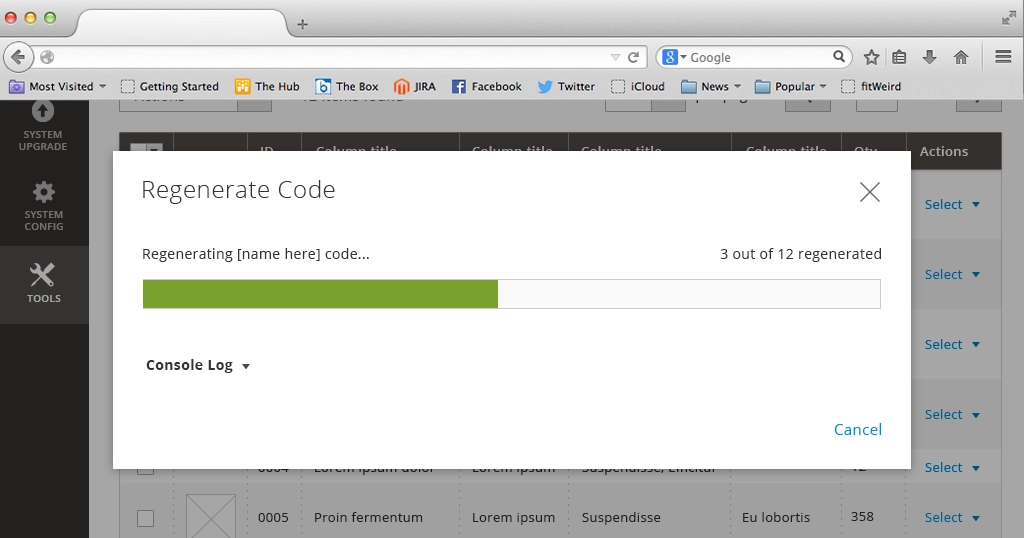 Google
Most Visited Getting Started The Hub The Box JIRA Facebook Twitter iCloud News Popular fitWeird
SYSTEM
UPGRADE
SYSTEM
CONFIG
TOOLS
ID Column title Column title Column title Column title Qty Actions
Regenerate Code
Select
Regenerating [name here] code... 3 out of 12 regenerated
Select
Select
Console Log
Select
Cancel
0004 Lorem ipsum dolor Lorem ipsum Suspendisse, Efficitur 12 Select
0005 Proin fermentum Lorem ipsum Suspendisse Eu lobortis 358 Select